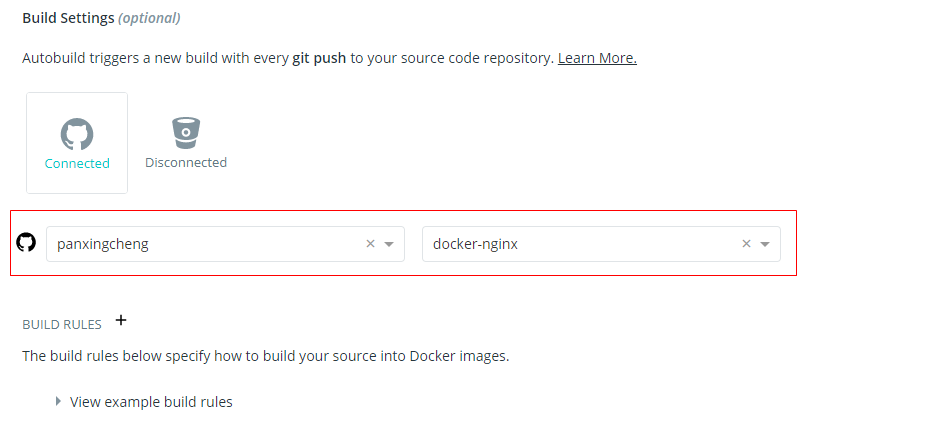 Build Settings (optional)
Autobuild triggers a new build with every git push to your source code repository. Learn More.
Connected
Disconnected
panxingcheng
docker-nginx
BUILD RULES +
The build rules below specify how to build your source into Docker images.
View example build rules